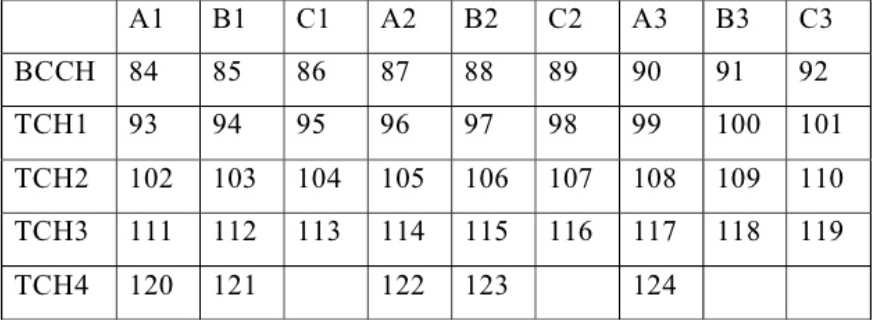 A1 B1 C1 A2 B2 C2 A3 B3 C3
BCCH 84 85 86 87 88 89 90 91 92
TCH1 93 94 95 96 97 98 99 100 101
TCH2 102 103 104 105 106 107 108 109 110
TCH3 111 112 113 114 115 116 117 118 119
TCH4 120 121 122 123 124